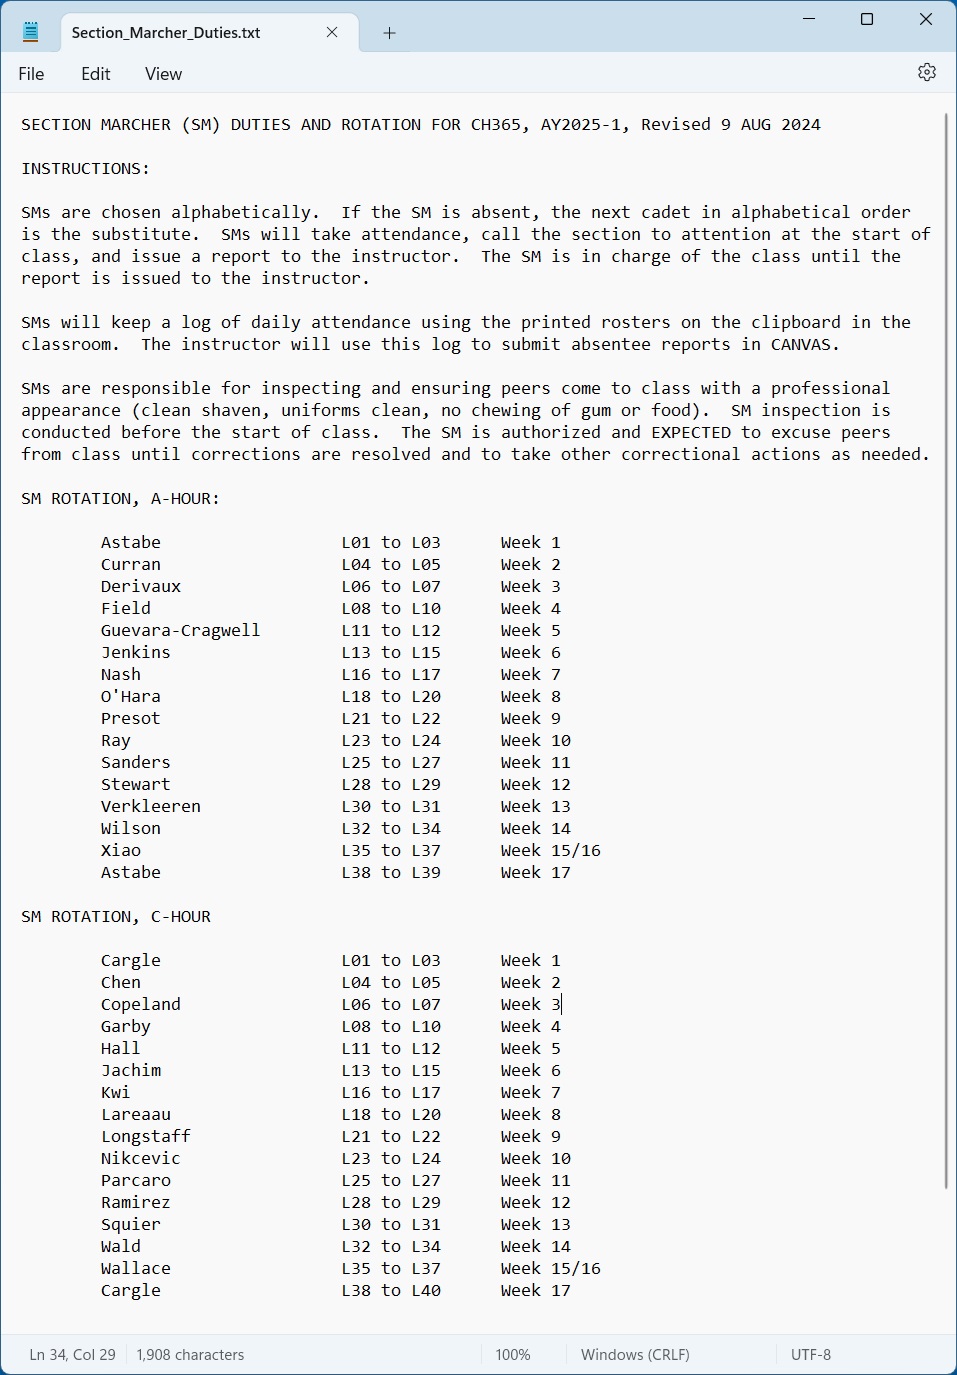 Section_Marcher_Duties.txt
File Edit View
SECTION MARCHER (SM) DUTIES AND ROTATION FOR CH365, AY2025-1, Revised 9 AUG 2024
INSTRUCTIONS:
SMs are chosen alphabetically.  If the SM is absent, the next cadet in alphabetical order
is the substitute.  SMs will take attendance, call the section to attention at the start of
class, and issue a report to the instructor.  The SM is in charge of the class until the
report is issued to the instructor.
SMs will keep a log of daily attendance using the printed rosters on the clipboard in the
classroom.  The instructor will use this log to submit absentee reports in CANVAS.
SMs are responsible for inspecting and ensuring peers come to class with a professional
appearance (clean shaven, uniforms clean, no chewing of gum or food).  SM inspection is
conducted before the start of class.  The SM is authorized and EXPECTED to excuse peers
from class until corrections are resolved and to take other correctional actions as needed.
SM ROTATION, A-HOUR:
Astabe L01 to L03 Week 1
Curran L04 to L05 Week 2
Derivaux L06 to L07 Week 3
Field L08 to L10 Week 4
Guevara-Cragwell L11 to L12 Week 5
Jenkins L13 to L15 Week 6
Nash L16 to L17 Week 7
O'Hara L18 to L20 Week 8
Presot L21 to L22 Week 9
Ray L23 to L24 Week 10
Sanders L25 to L27 Week 11
Stewart L28 to L29 Week 12
Verkleeren L30 to L31 Week 13
Wilson L32 to L34 Week 14
Xiao L35 to L37 Week 15/16
Astabe L38 to L39 Week 17
SM ROTATION, C-HOUR
Cargle L01 to L03 Week 1
Chen L04 to L05 Week 2
Copeland L06 to L07 Week 3
Garby L08 to L10 Week 4
Hall L11 to L12 Week 5
Jachim L13 to L15 Week 6
Kwi L16 to L17 Week 7
Lareaau L18 to L20 Week 8
Longstaff L21 to L22 Week 9
Nikcevic L23 to L24 Week 10
Parcaro L25 to L27 Week 11
Ramirez L28 to L29 Week 12
Squier L30 to L31 Week 13
Wald L32 to L34 Week 14
Wallace L35 to L37 Week 15/16
Cargle L38 to L40 Week 17
Ln 34, Col 29 1,908 characters 100% Windows (CRLF) UTF-8